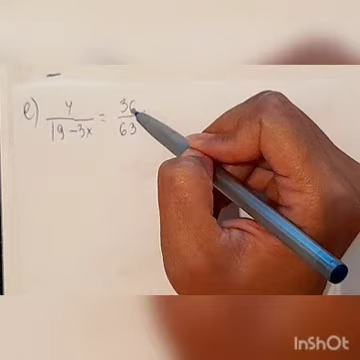 e) 4/(19-3x) = 36/63
InShOt